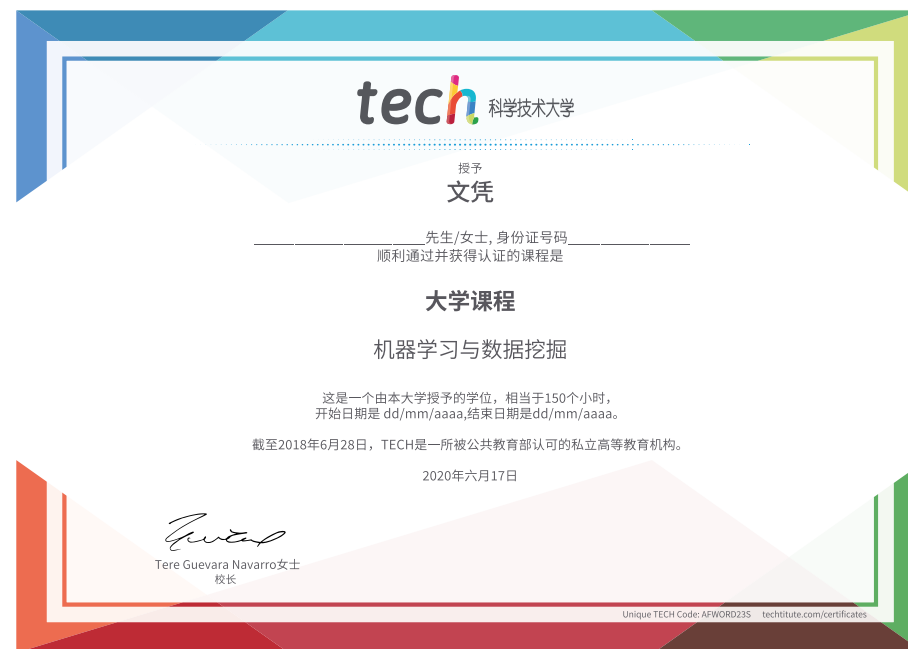 tech 科学技术大学
授予
文凭
先生/女士, 身份证号码
顺利通过并获得认证的课程是
大学课程
机器学习与数据挖掘
这是一个由本大学授予的学位，相当于150个小时，
开始日期是 dd/mm/aaaa,结束日期是dd/mm/aaaa。
截至2018年6月28日，TECH是一所被公共教育部认可的私立高等教育机构。
2020年六月17日
Tere Guevara Navarro女士
校长
Unique TECH Code: AFWORD23S techtitute.com/certificates